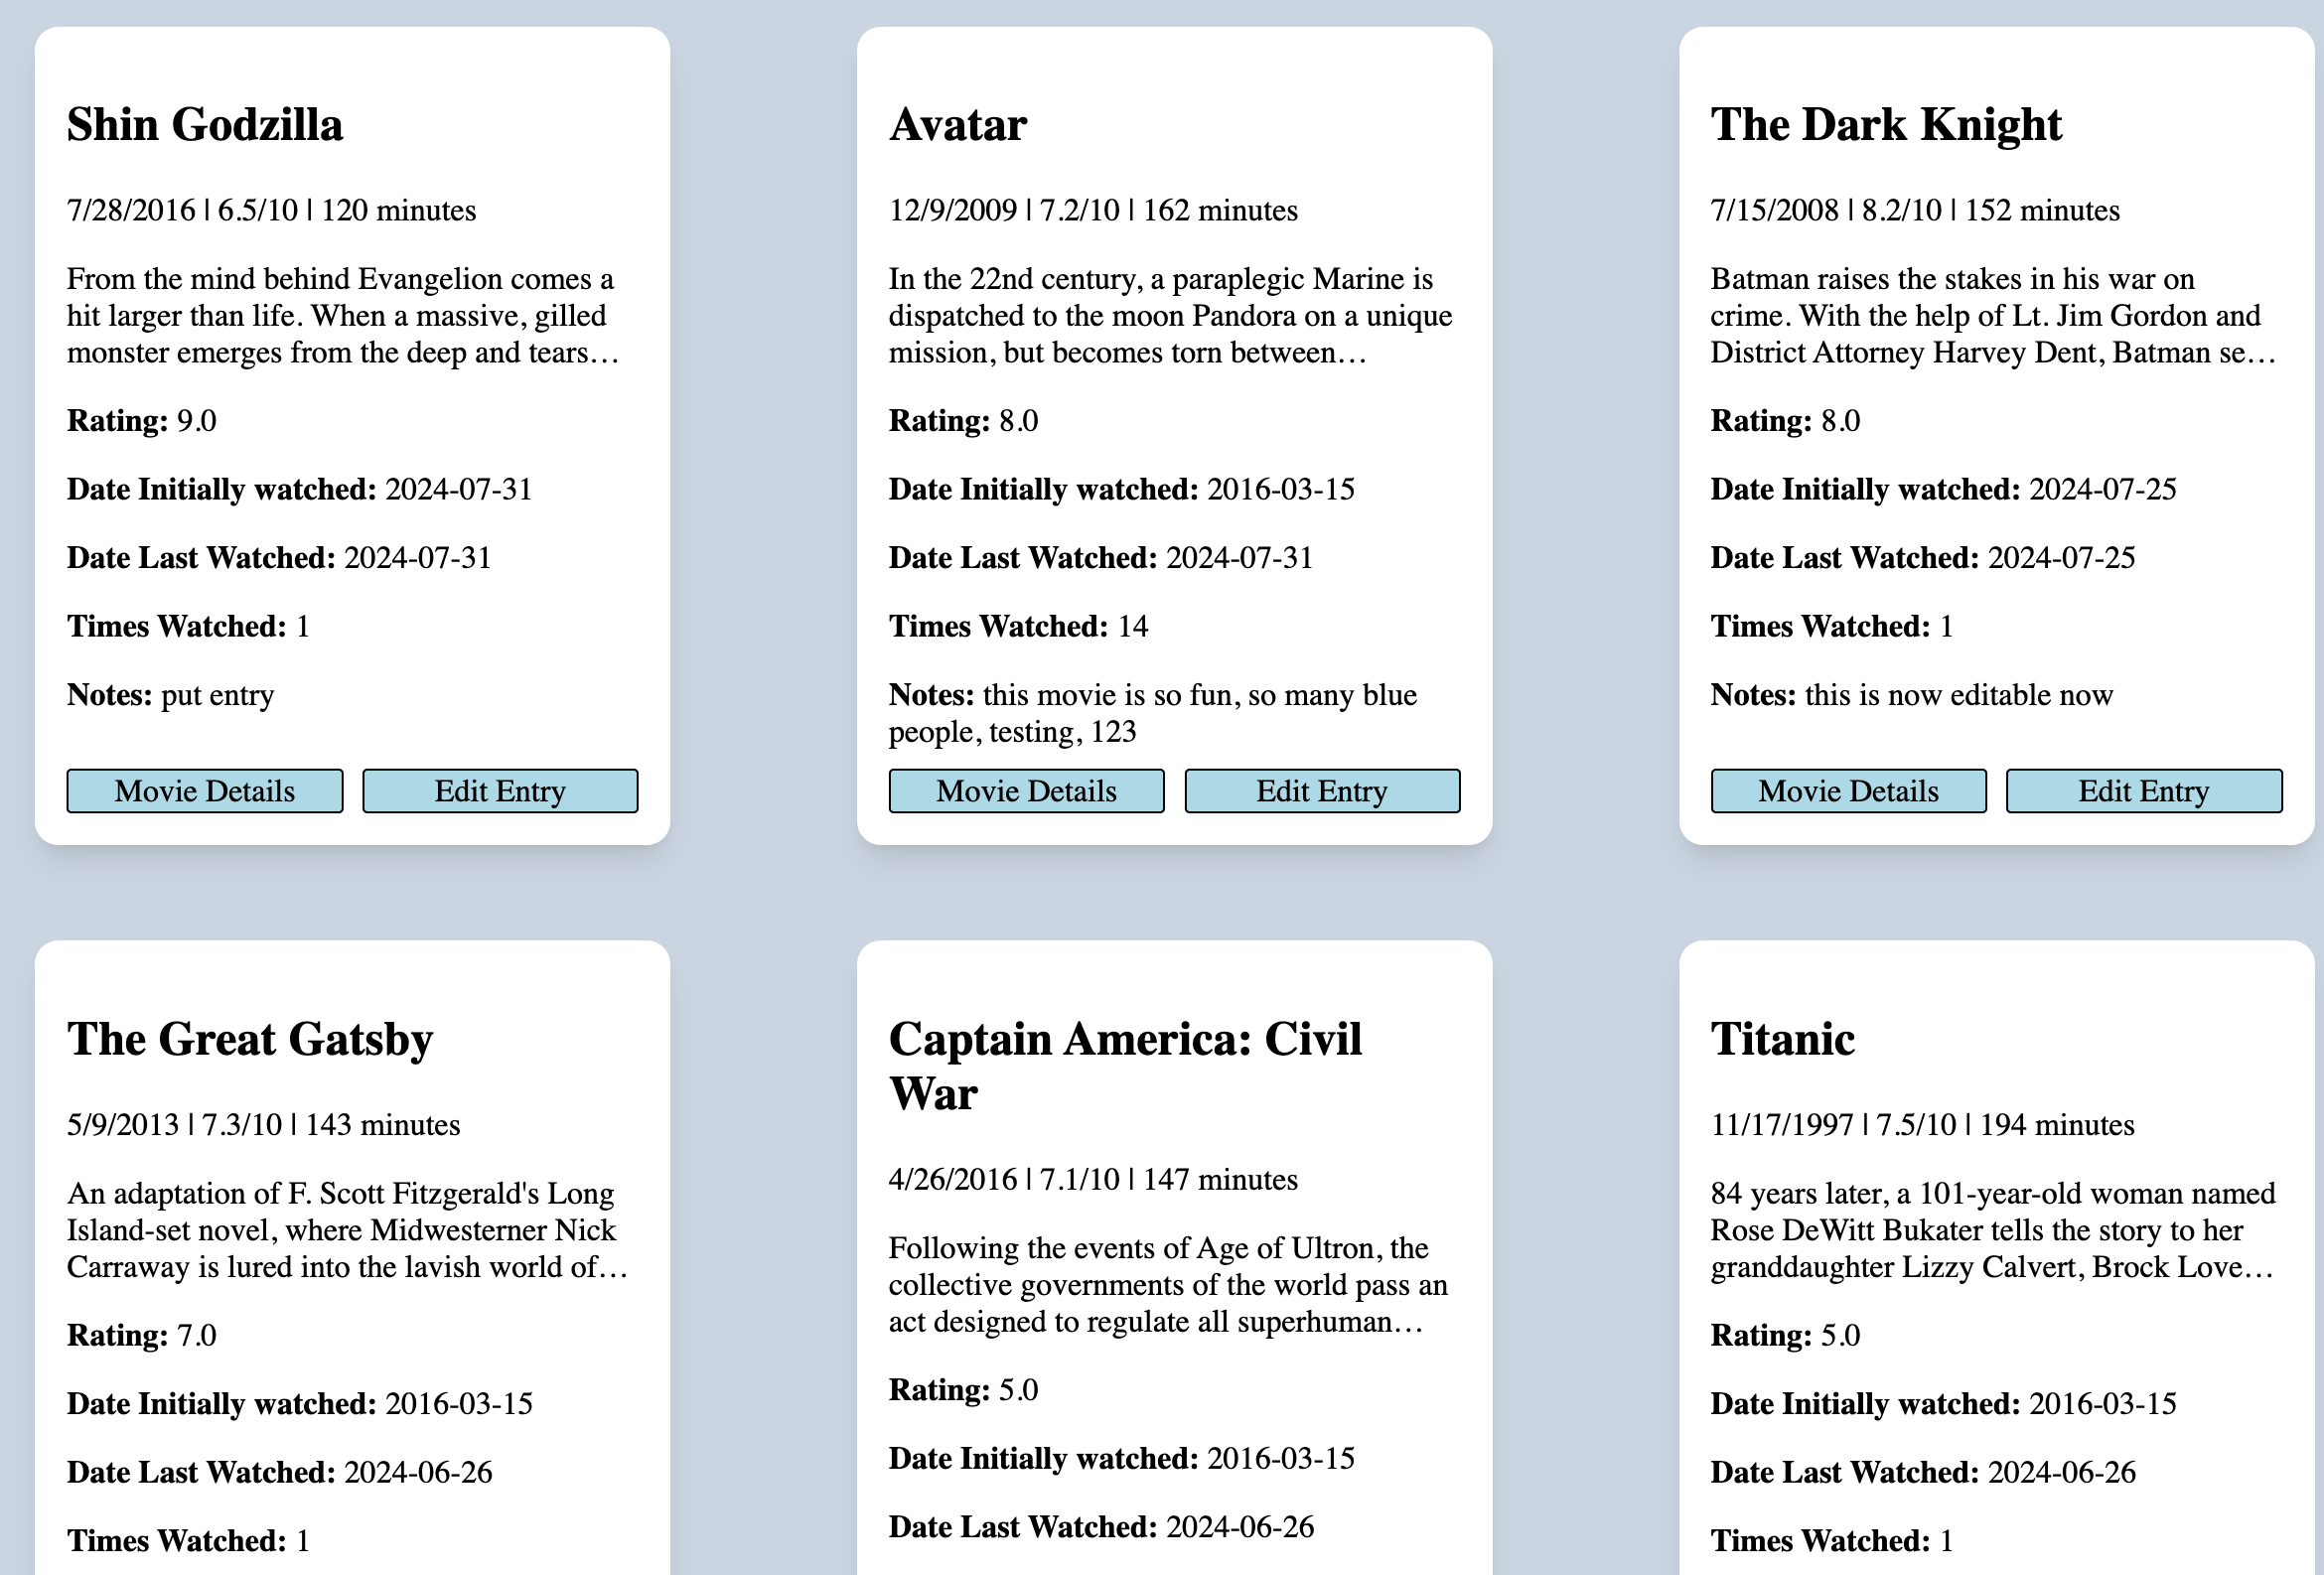 Shin Godzilla
7/28/2016 | 6.5/10 | 120 minutes
From the mind behind Evangelion comes a
hit larger than life. When a massive, gilled
monster emerges from the deep and tears…
Rating: 9.0
Date Initially watched: 2024-07-31
Date Last Watched: 2024-07-31
Times Watched: 1
Notes: put entry
Movie Details
Edit Entry
Avatar
12/9/2009 | 7.2/10 | 162 minutes
In the 22nd century, a paraplegic Marine is
dispatched to the moon Pandora on a unique
mission, but becomes torn between…
Rating: 8.0
Date Initially watched: 2016-03-15
Date Last Watched: 2024-07-31
Times Watched: 14
Notes: this movie is so fun, so many blue
people, testing, 123
Movie Details
Edit Entry
The Dark Knight
7/15/2008 | 8.2/10 | 152 minutes
Batman raises the stakes in his war on
crime. With the help of Lt. Jim Gordon and
District Attorney Harvey Dent, Batman se…
Rating: 8.0
Date Initially watched: 2024-07-25
Date Last Watched: 2024-07-25
Times Watched: 1
Notes: this is now editable now
Movie Details
Edit Entry
The Great Gatsby
5/9/2013 | 7.3/10 | 143 minutes
An adaptation of F. Scott Fitzgerald's Long
Island-set novel, where Midwesterner Nick
Carraway is lured into the lavish world of…
Rating: 7.0
Date Initially watched: 2016-03-15
Date Last Watched: 2024-06-26
Times Watched: 1
Captain America: Civil
War
4/26/2016 | 7.1/10 | 147 minutes
Following the events of Age of Ultron, the
collective governments of the world pass an
act designed to regulate all superhuman…
Rating: 5.0
Date Initially watched: 2016-03-15
Date Last Watched: 2024-06-26
Titanic
11/17/1997 | 7.5/10 | 194 minutes
84 years later, a 101-year-old woman named
Rose DeWitt Bukater tells the story to her
granddaughter Lizzy Calvert, Brock Love…
Rating: 5.0
Date Initially watched: 2016-03-15
Date Last Watched: 2024-06-26
Times Watched: 1